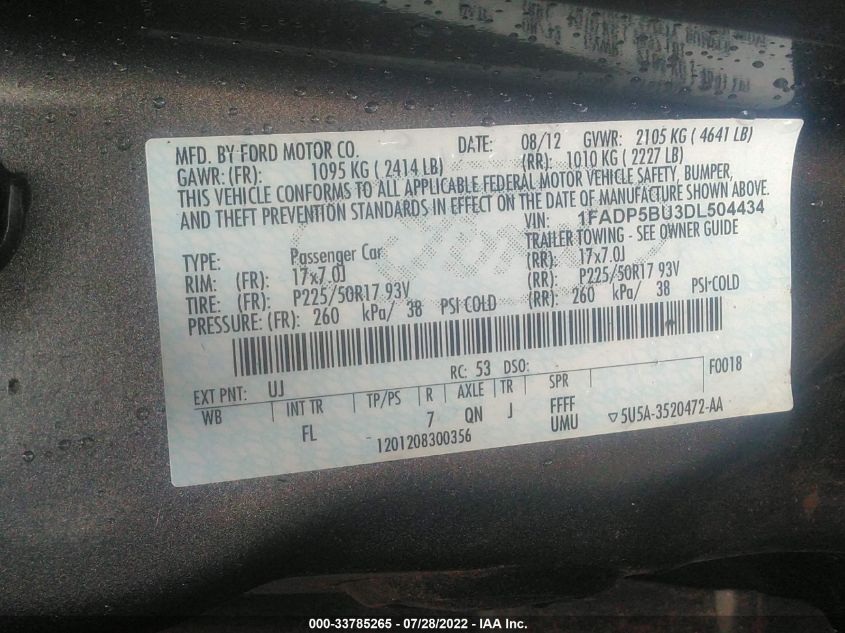 MFD. BY FORD MOTOR CO. DATE: 08/12 GVWR: 2105 KG ( 4641 LB)
GAWR: (FR): 1095 KG ( 2414 LB) (RR): 1010 KG ( 2227 LB)
THIS VEHICLE CONFORMS TO ALL APPLICABLE FEDERAL MOTOR VEHICLE SAFETY, BUMPER,
AND THEFT PREVENTION STANDARDS IN EFFECT ON THE DATE OF MANUFACTURE SHOWN ABOVE.
VIN: 1FADP5BU3DL504434
TYPE: Passenger Car TRAILER TOWING - SEE OWNER GUIDE
RIM: (FR): 17x7.0J (RR): 17x7.0J
TIRE: (FR): P225/50R17 93V (RR): P225/50R17 93V
PRESSURE: (FR): 260 kPa/ 38 PSI COLD (RR): 260 kPa/ 38 PSI COLD
EXT PNT: UJ RC: 53 DSO: F0018
WB INT TR TP/PS R AXLE TR SPR
FL 7 QN J FFFF
UMU ▽5U5A-3520472-AA
1201208300356
000-33785265 - 07/28/2022 - IAA Inc.